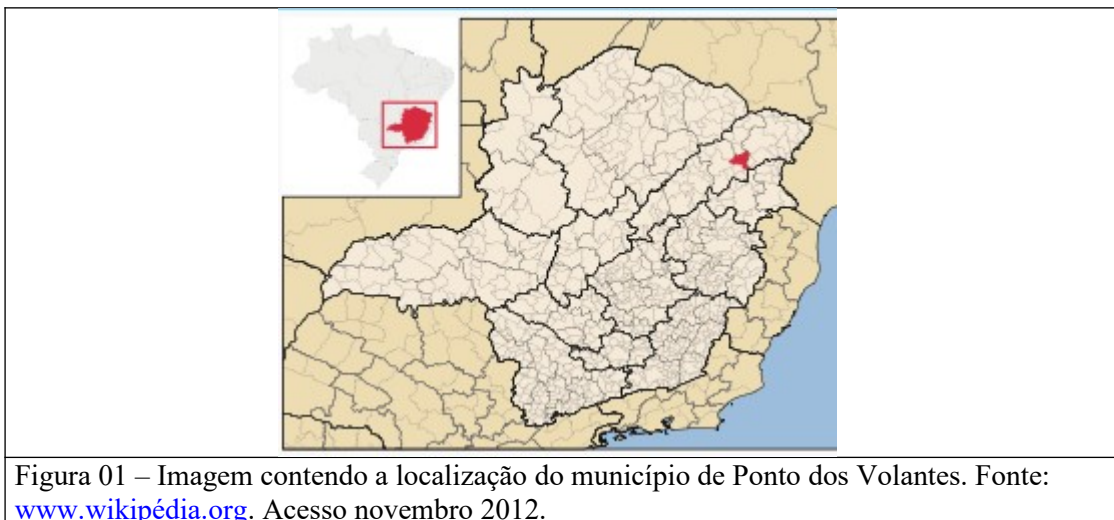 Figura 01 – Imagem contendo a localização do município de Ponto dos Volantes. Fonte:
www.wikipédia.org. Acesso novembro 2012.